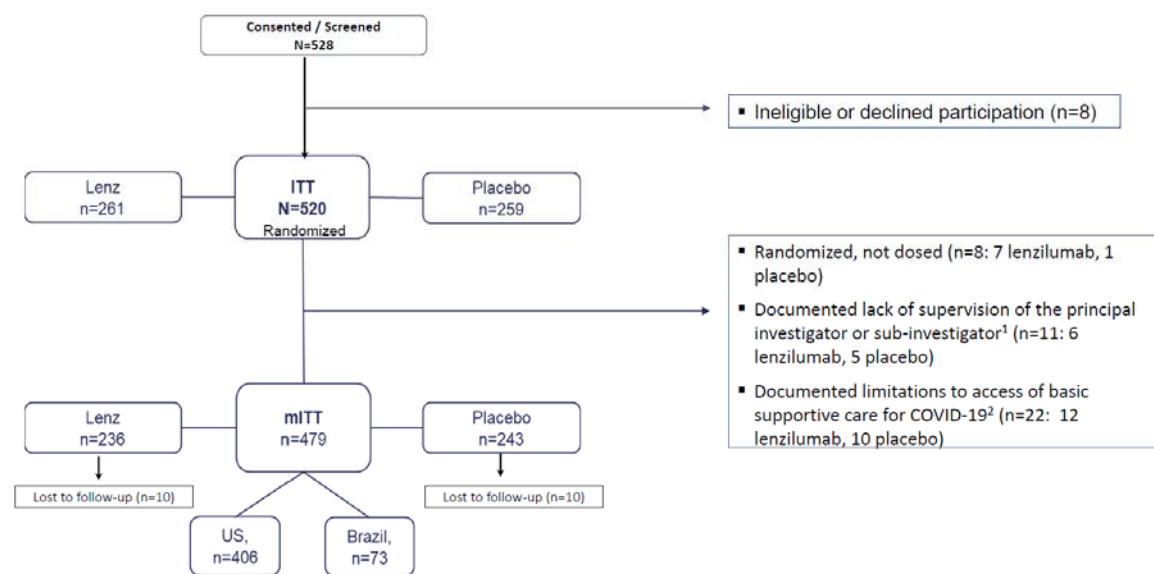 Consented / Screened
N=528
▪ Ineligible or declined participation (n=8)
Lenz
n=261
ITT
N=520
Randomized
Placebo
n=259
▪ Randomized, not dosed (n=8: 7 lenzilumab, 1
placebo)
▪ Documented lack of supervision of the principal
investigator or sub-investigator¹ (n=11: 6
lenzilumab, 5 placebo)
▪ Documented limitations to access of basic
supportive care for COVID-19² (n=22:  12
lenzilumab, 10 placebo)
Lenz
n=236
mITT
n=479
Placebo
n=243
Lost to follow-up (n=10)
Lost to follow-up (n=10)
US,
n=406
Brazil,
n=73